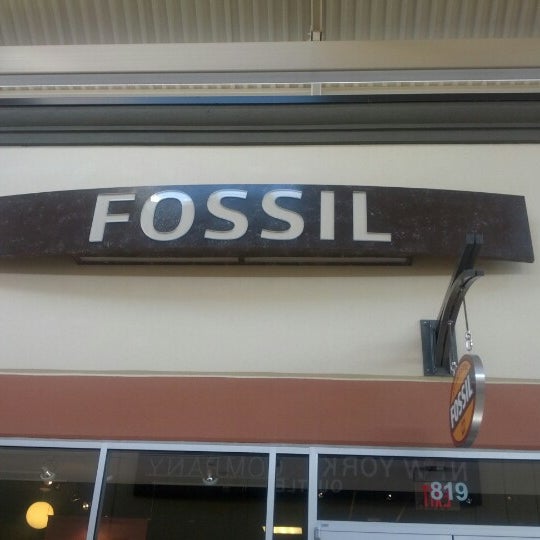 FOSSIL
FOSSIL
NEW YORK & COMPANY
OUTLET
819